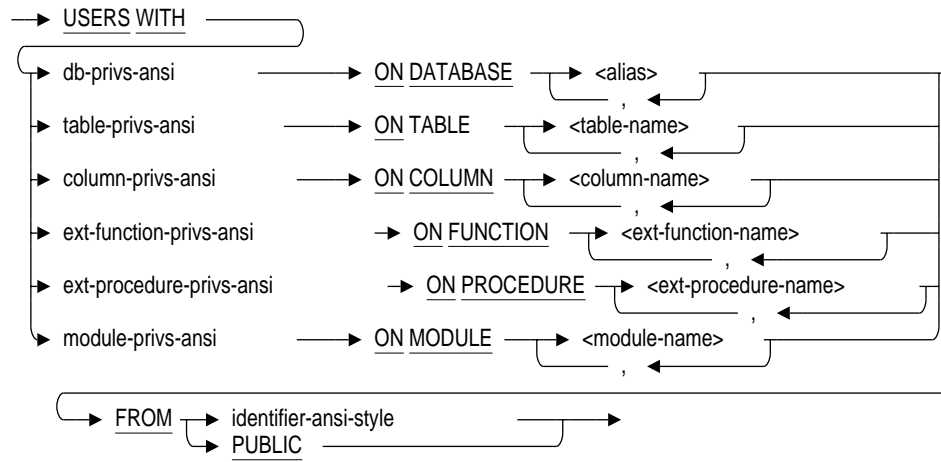 USERS WITH
db-privs-ansi ON DATABASE <alias>
,
table-privs-ansi ON TABLE <table-name>
,
column-privs-ansi ON COLUMN <column-name>
,
ext-function-privs-ansi ON FUNCTION <ext-function-name>
,
ext-procedure-privs-ansi ON PROCEDURE <ext-procedure-name>
,
module-privs-ansi ON MODULE <module-name>
,
FROM identifier-ansi-style
PUBLIC